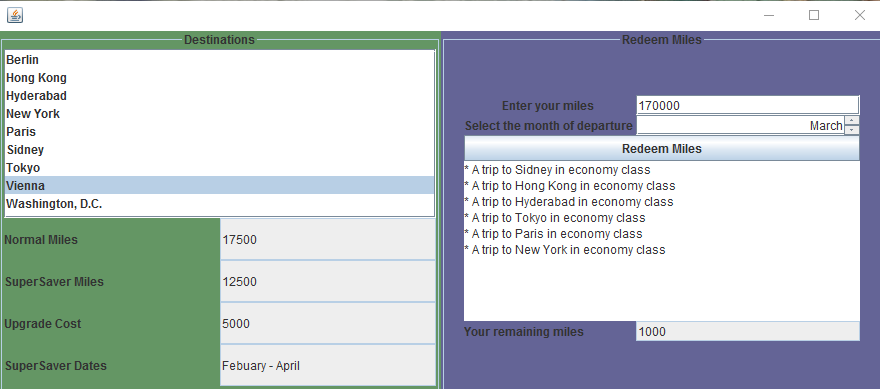 Destinations
Berlin
Hong Kong
Hyderabad
New York
Paris
Sidney
Tokyo
Vienna
Washington, D.C.
Normal Miles 17500
SuperSaver Miles 12500
Upgrade Cost 5000
SuperSaver Dates Febuary - April
Redeem Miles
Enter your miles 170000
Select the month of departure March
Redeem Miles
* A trip to Sidney in economy class
* A trip to Hong Kong in economy class
* A trip to Hyderabad in economy class
* A trip to Tokyo in economy class
* A trip to Paris in economy class
* A trip to New York in economy class
Your remaining miles 1000